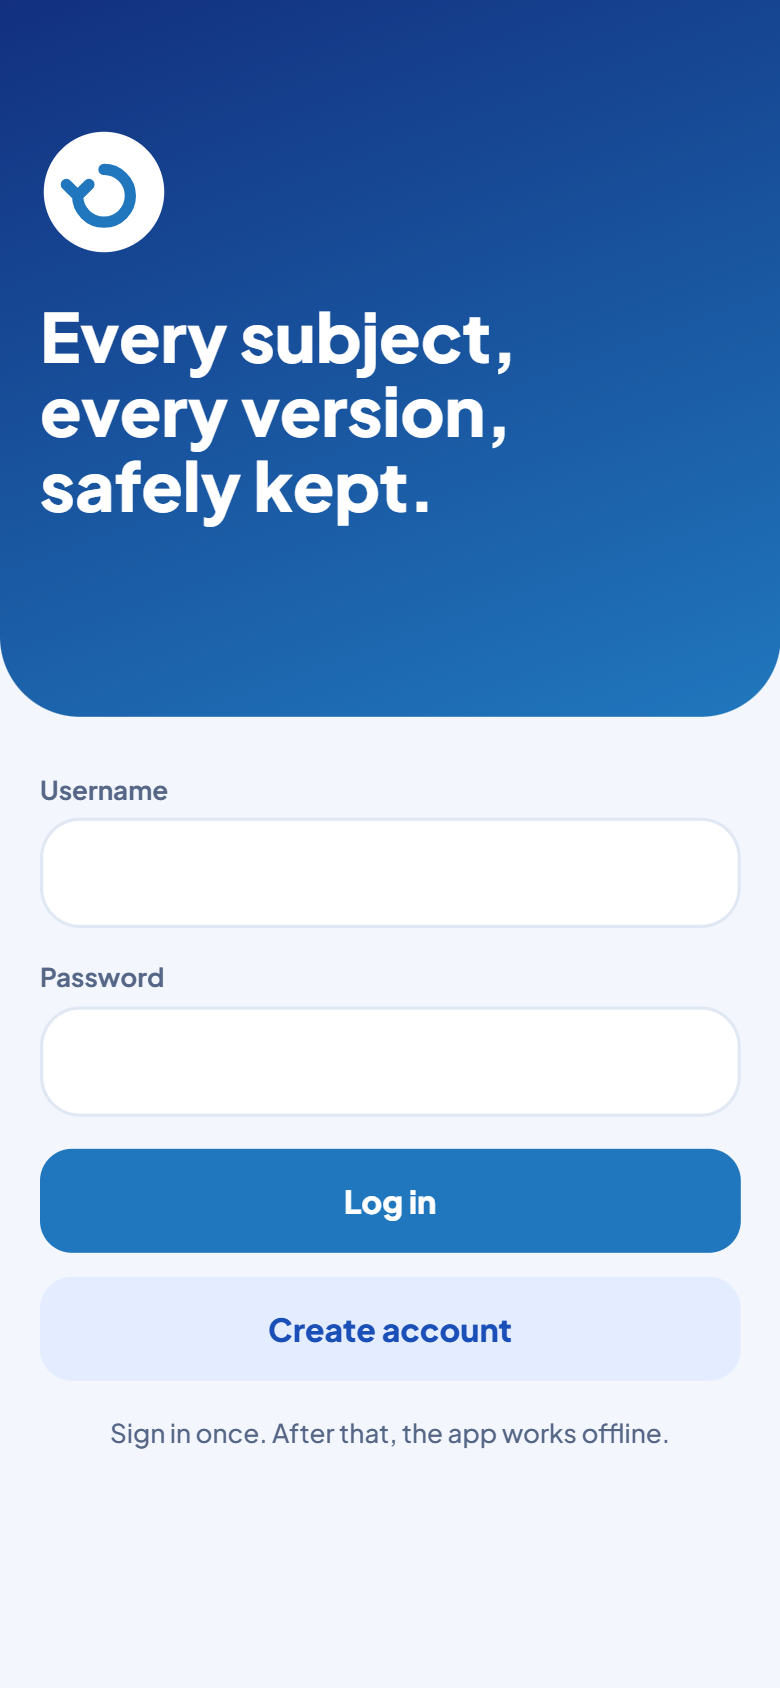 Every subject,
every version,
safely kept.
Username
Password
Log in
Create account
Sign in once. After that, the app works offline.